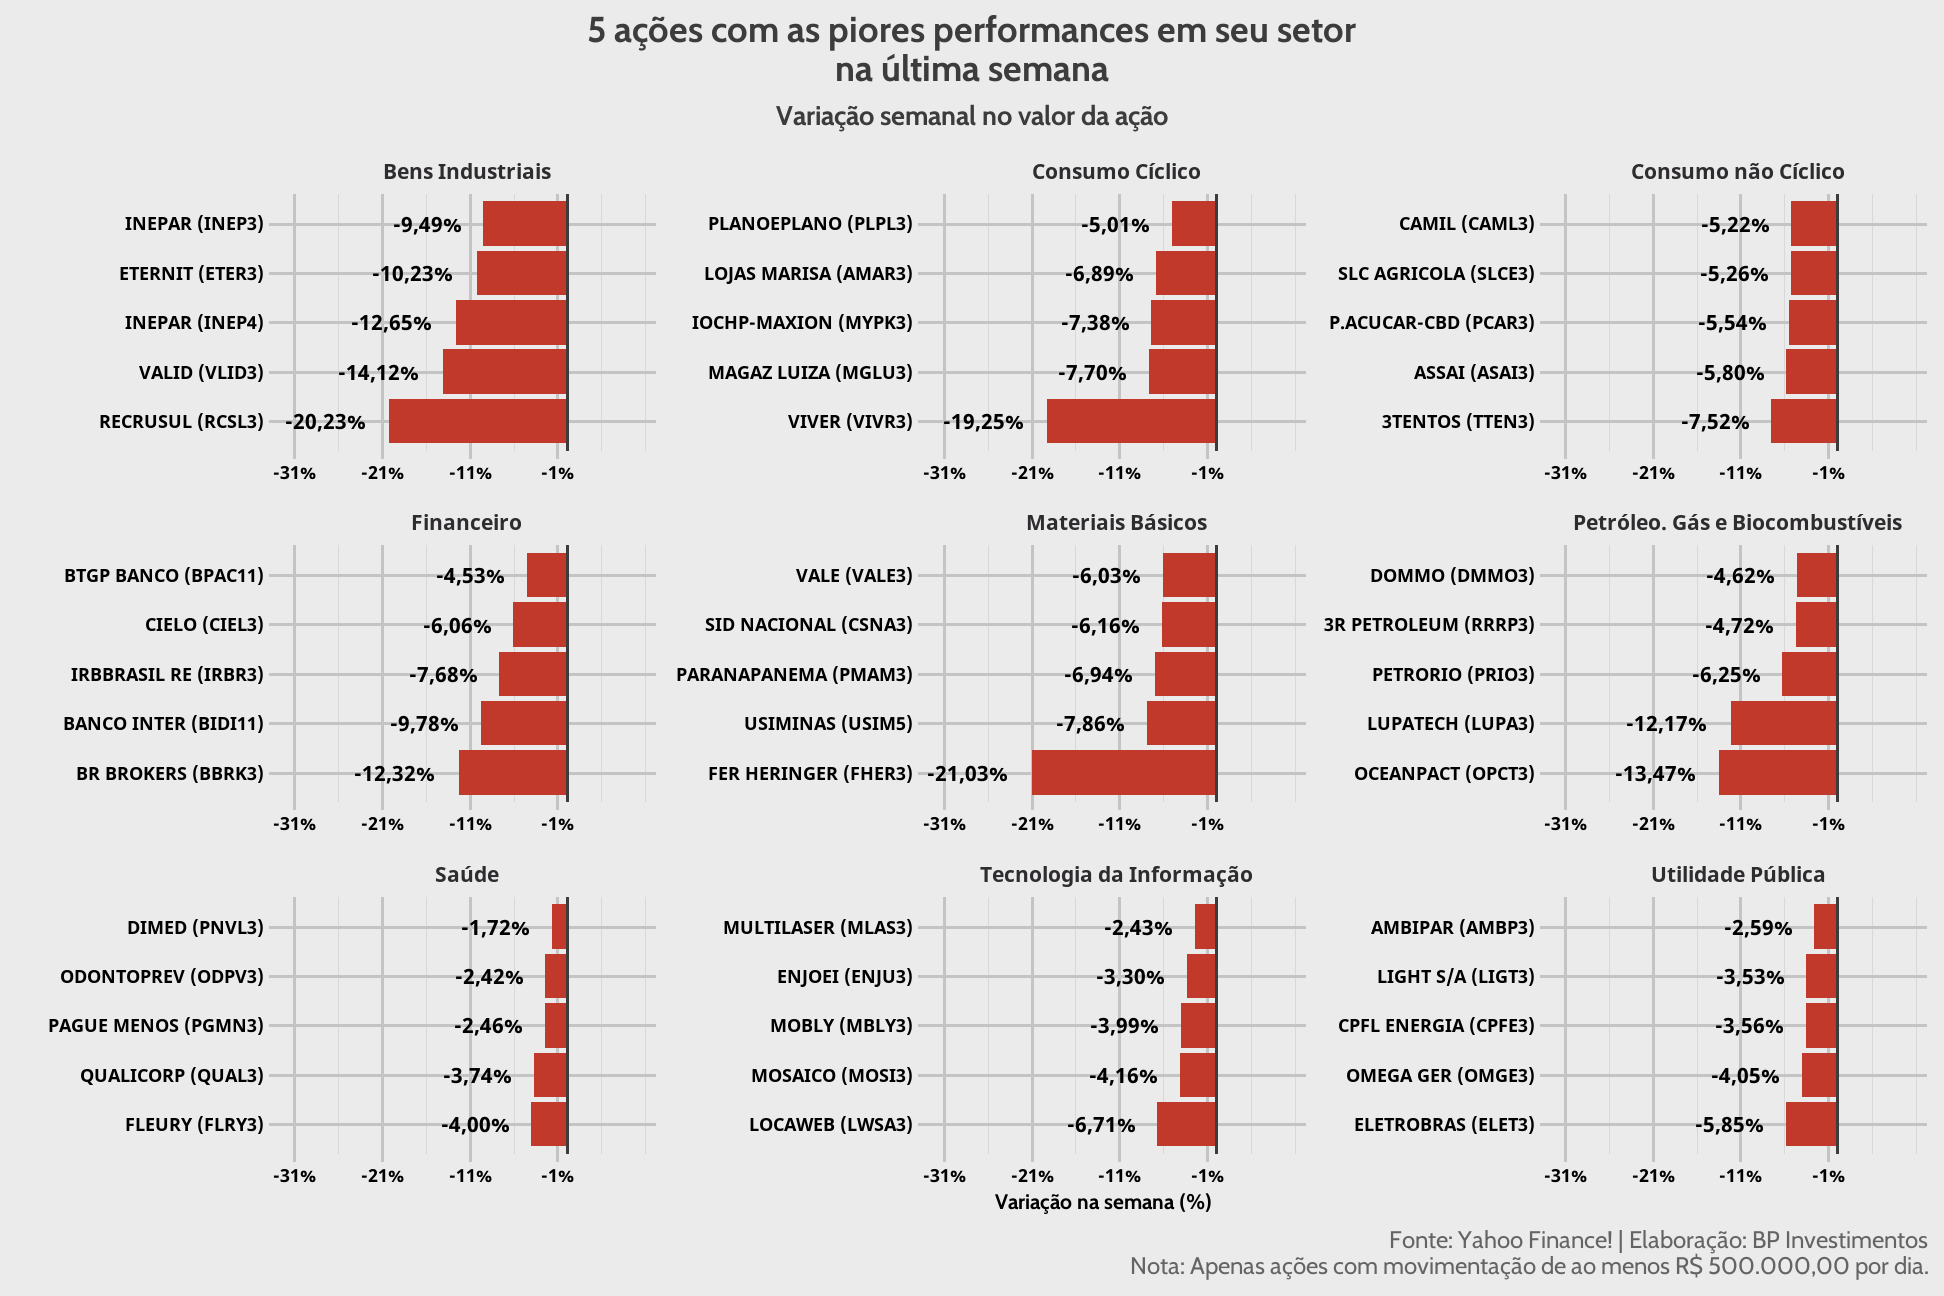 5 ações com as piores performances em seu setor
na última semana
Variação semanal no valor da ação
Bens Industriais
INEPAR (INEP3) -9,49%
ETERNIT (ETER3) -10,23%
INEPAR (INEP4) -12,65%
VALID (VLID3) -14,12%
RECRUSUL (RCSL3) -20,23%
-31% -21% -11% -1%
Consumo Cíclico
PLANOEPLANO (PLPL3) -5,01%
LOJAS MARISA (AMAR3) -6,89%
IOCHP-MAXION (MYPK3) -7,38%
MAGAZ LUIZA (MGLU3) -7,70%
VIVER (VIVR3) -19,25%
-31% -21% -11% -1%
Consumo não Cíclico
CAMIL (CAML3) -5,22%
SLC AGRICOLA (SLCE3) -5,26%
P.ACUCAR-CBD (PCAR3) -5,54%
ASSAI (ASAI3) -5,80%
3TENTOS (TTEN3) -7,52%
-31% -21% -11% -1%
Financeiro
BTGP BANCO (BPAC11) -4,53%
CIELO (CIEL3) -6,06%
IRBBRASIL RE (IRBR3) -7,68%
BANCO INTER (BIDI11) -9,78%
BR BROKERS (BBRK3) -12,32%
-31% -21% -11% -1%
Materiais Básicos
VALE (VALE3) -6,03%
SID NACIONAL (CSNA3) -6,16%
PARANAPANEMA (PMAM3) -6,94%
USIMINAS (USIM5) -7,86%
FER HERINGER (FHER3) -21,03%
-31% -21% -11% -1%
Petróleo. Gás e Biocombustíveis
DOMMO (DMMO3) -4,62%
3R PETROLEUM (RRRP3) -4,72%
PETRORIO (PRIO3) -6,25%
LUPATECH (LUPA3) -12,17%
OCEANPACT (OPCT3) -13,47%
-31% -21% -11% -1%
Saúde
DIMED (PNVL3) -1,72%
ODONTOPREV (ODPV3) -2,42%
PAGUE MENOS (PGMN3) -2,46%
QUALICORP (QUAL3) -3,74%
FLEURY (FLRY3) -4,00%
-31% -21% -11% -1%
Tecnologia da Informação
MULTILASER (MLAS3) -2,43%
ENJOEI (ENJU3) -3,30%
MOBLY (MBLY3) -3,99%
MOSAICO (MOSI3) -4,16%
LOCAWEB (LWSA3) -6,71%
-31% -21% -11% -1%
Utilidade Pública
AMBIPAR (AMBP3) -2,59%
LIGHT S/A (LIGT3) -3,53%
CPFL ENERGIA (CPFE3) -3,56%
OMEGA GER (OMGE3) -4,05%
ELETROBRAS (ELET3) -5,85%
-31% -21% -11% -1%
Variação na semana (%)
Fonte: Yahoo Finance! | Elaboração: BP Investimentos
Nota: Apenas ações com movimentação de ao menos R$ 500.000,00 por dia.